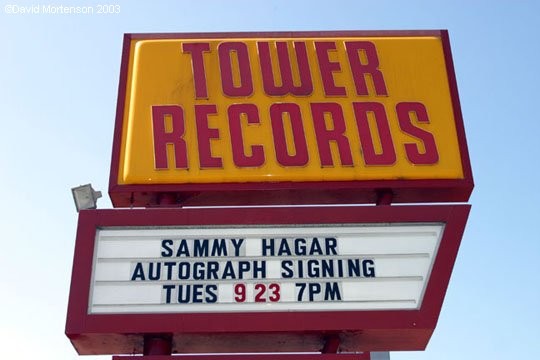 ©David Mortenson 2003
TOWER
RECORDS
SAMMY HAGAR
AUTOGRAPH SIGNING
TUES 9 23 7PM